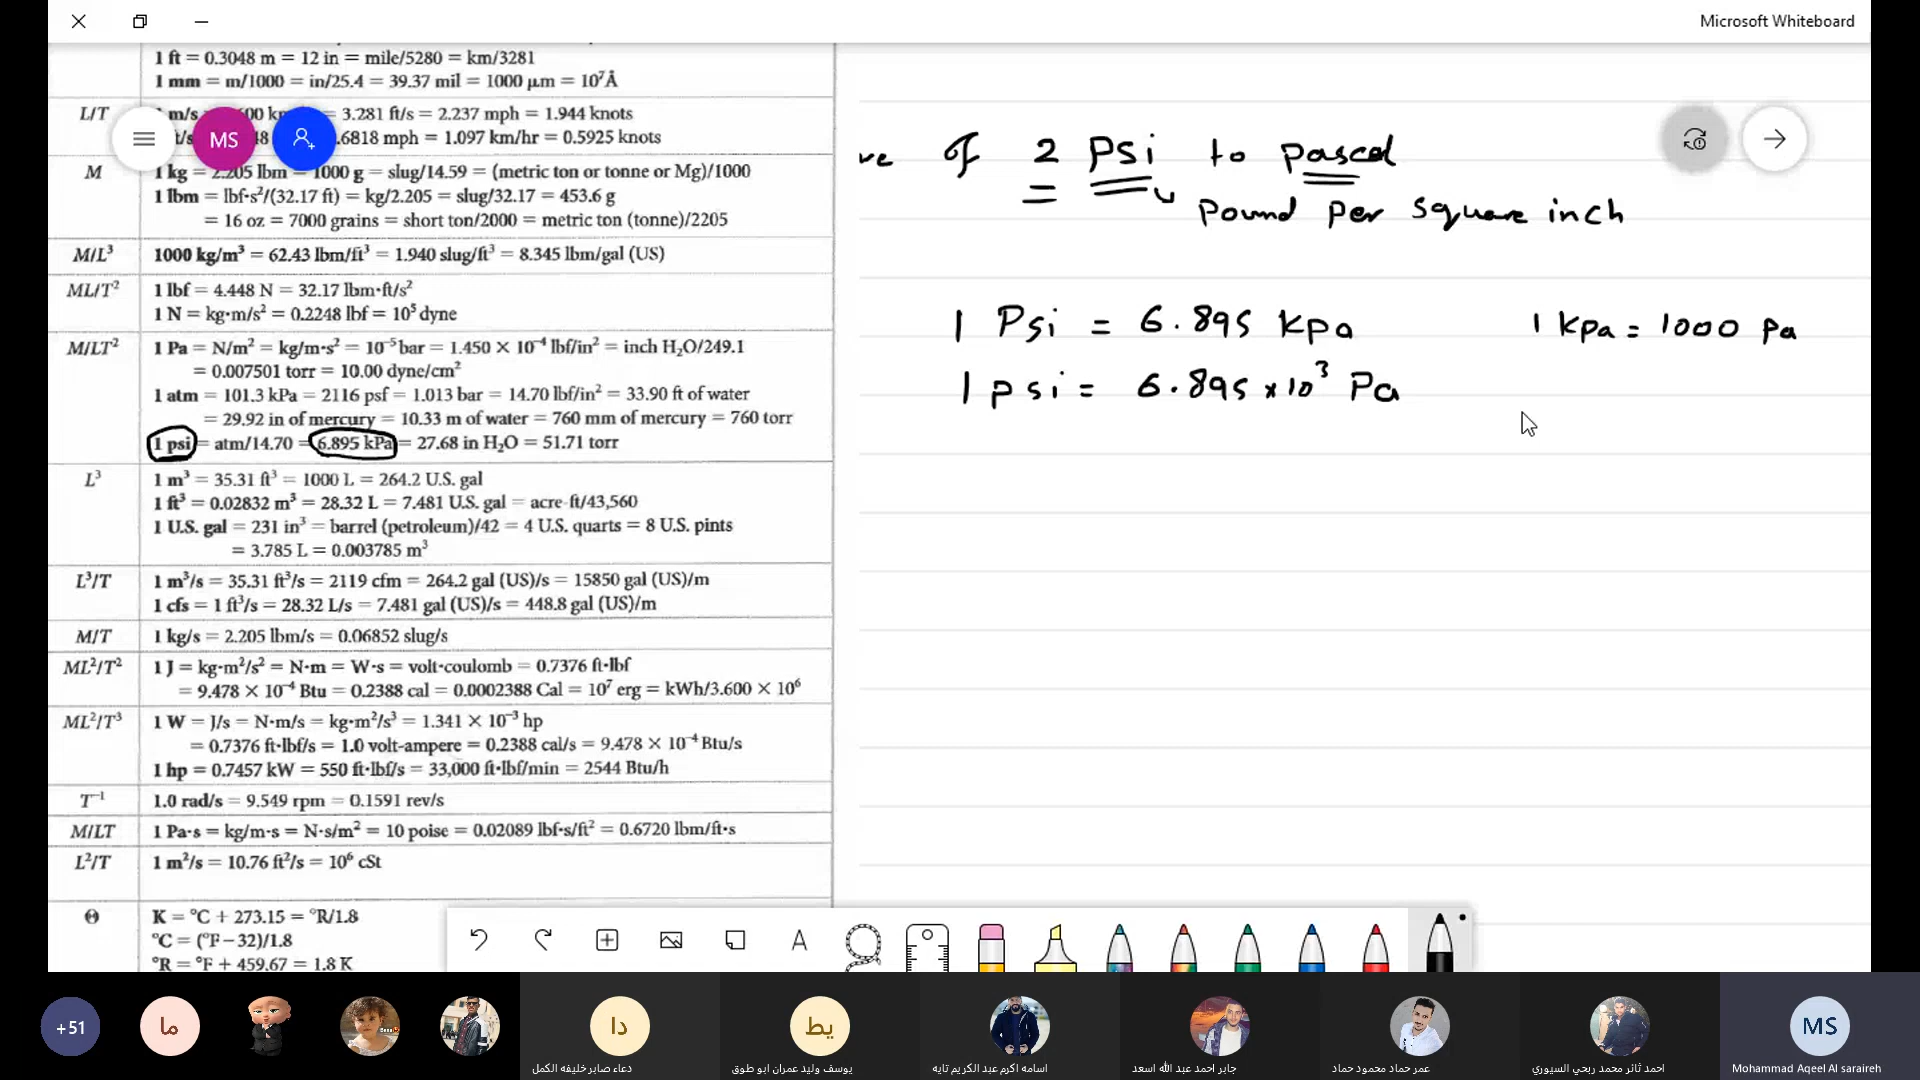 Microsoft Whiteboard
1 ft = 0.3048 m = 12 in = mile/5280 = km/3281
1 mm = m/1000 = in/25.4 = 39.37 mil = 1000 μm = 10⁷Å
L/T
m/s 3.281 ft/s = 2.237 mph = 1.944 knots
.6818 mph = 1.097 km/hr = 0.5925 knots
MS
M
1 kg = 2.205 lbm = 1000 g = slug/14.59 = (metric ton or tonne or Mg)/1000
1 lbm = lbf·s²/(32.17 ft) = kg/2.205 = slug/32.17 = 453.6 g
= 16 oz = 7000 grains = short ton/2000 = metric ton (tonne)/2205
M/L³
1000 kg/m³ = 62.43 lbm/ft³ = 1.940 slug/ft³ = 8.345 lbm/gal (US)
ML/T²
1 lbf = 4.448 N = 32.17 lbm·ft/s²
1 N = kg·m/s² = 0.2248 lbf = 10⁵ dyne
M/LT²
1 Pa = N/m² = kg/m·s² = 10⁻⁵ bar = 1.450 × 10⁻⁴ lbf/in² = inch H₂O/249.1
= 0.007501 torr = 10.00 dyne/cm²
1 atm = 101.3 kPa = 2116 psf = 1.013 bar = 14.70 lbf/in² = 33.90 ft of water
= 29.92 in of mercury = 10.33 m of water = 760 mm of mercury = 760 torr
1 psi = atm/14.70 = 6.895 kPa = 27.68 in H₂O = 51.71 torr
L³
1 m³ = 35.31 ft³ = 1000 L = 264.2 U.S. gal
1 ft³ = 0.02832 m³ = 28.32 L = 7.481 U.S. gal = acre-ft/43,560
1 U.S. gal = 231 in³ = barrel (petroleum)/42 = 4 U.S. quarts = 8 U.S. pints
= 3.785 L = 0.003785 m³
L³/T
1 m³/s = 35.31 ft³/s = 2119 cfm = 264.2 gal (US)/s = 15850 gal (US)/m
1 cfs = 1 ft³/s = 28.32 L/s = 7.481 gal (US)/s = 448.8 gal (US)/m
M/T
1 kg/s = 2.205 lbm/s = 0.06852 slug/s
ML²/T²
1 J = kg·m²/s² = N·m = W·s = volt·coulomb = 0.7376 ft·lbf
= 9.478 × 10⁻⁴ Btu = 0.2388 cal = 0.0002388 Cal = 10⁷ erg = kWh/3.600 × 10⁶
ML²/T³
1 W = J/s = N·m/s = kg·m²/s³ = 1.341 × 10⁻³ hp
= 0.7376 ft·lbf/s = 1.0 volt-ampere = 0.2388 cal/s = 9.478 × 10⁻⁴ Btu/s
1 hp = 0.7457 kW = 550 ft·lbf/s = 33,000 ft·lbf/min = 2544 Btu/h
T⁻¹
1.0 rad/s = 9.549 rpm = 0.1591 rev/s
M/LT
1 Pa·s = kg/m·s = N·s/m² = 10 poise = 0.02089 lbf·s/ft² = 0.6720 lbm/ft·s
L²/T
1 m²/s = 10.76 ft²/s = 10⁶ cSt
Θ
K = °C + 273.15 = °R/1.8
°C = (°F − 32)/1.8
°R = °F + 459.67 = 1.8 K
re of 2 Psi to pascal
pound per square inch
1 Psi = 6.895 kpa 1 kpa = 1000 pa
1 psi = 6.895 × 10³ Pa
+51
ما
دا
دعاء صابر خليفه الكمل
يط
يوسف وليد عمران ابو طوق
اسامه اكرم عبد الكريم تايه
جابر احمد عبد الله اسعد
عمر حماد محمود حماد
احمد ثائر محمد ربحي السيوري
MS
Mohammad Aqeel Al saraireh